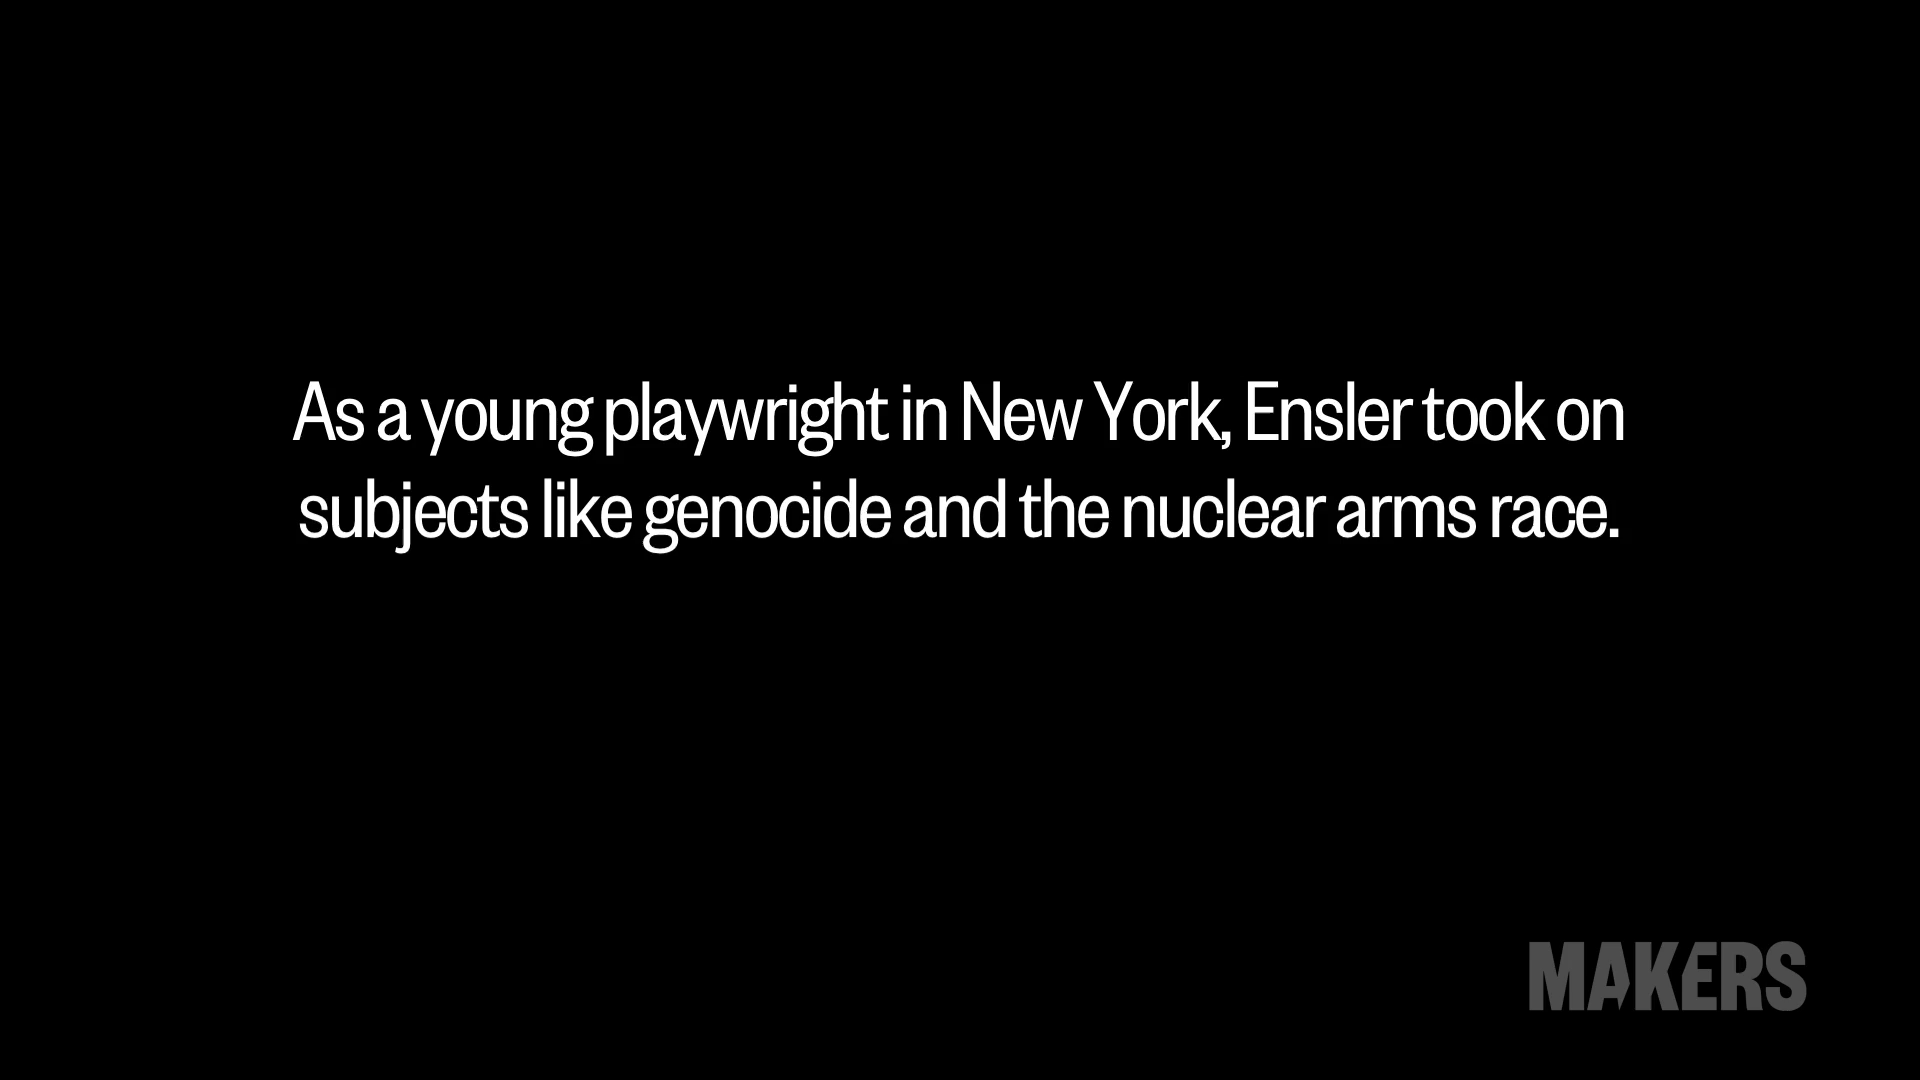 As a young playwright in New York, Ensler took on
subjects like genocide and the nuclear arms race.
MAKERS